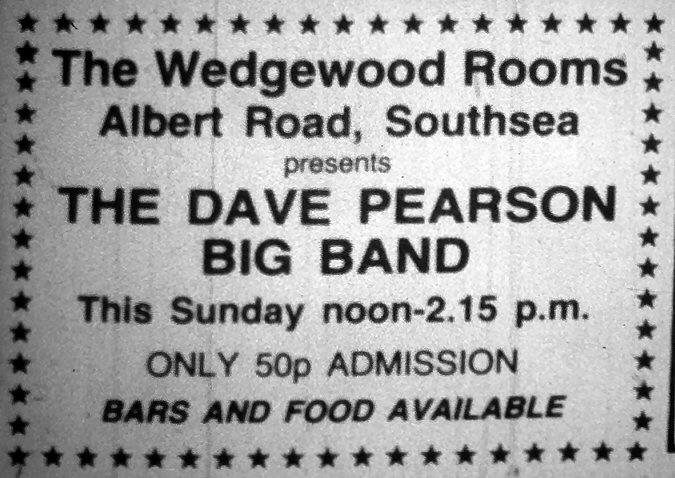 The Wedgewood Rooms
Albert Road, Southsea
presents
THE DAVE PEARSON
BIG BAND
This Sunday noon-2.15 p.m.
ONLY 50p ADMISSION
BARS AND FOOD AVAILABLE